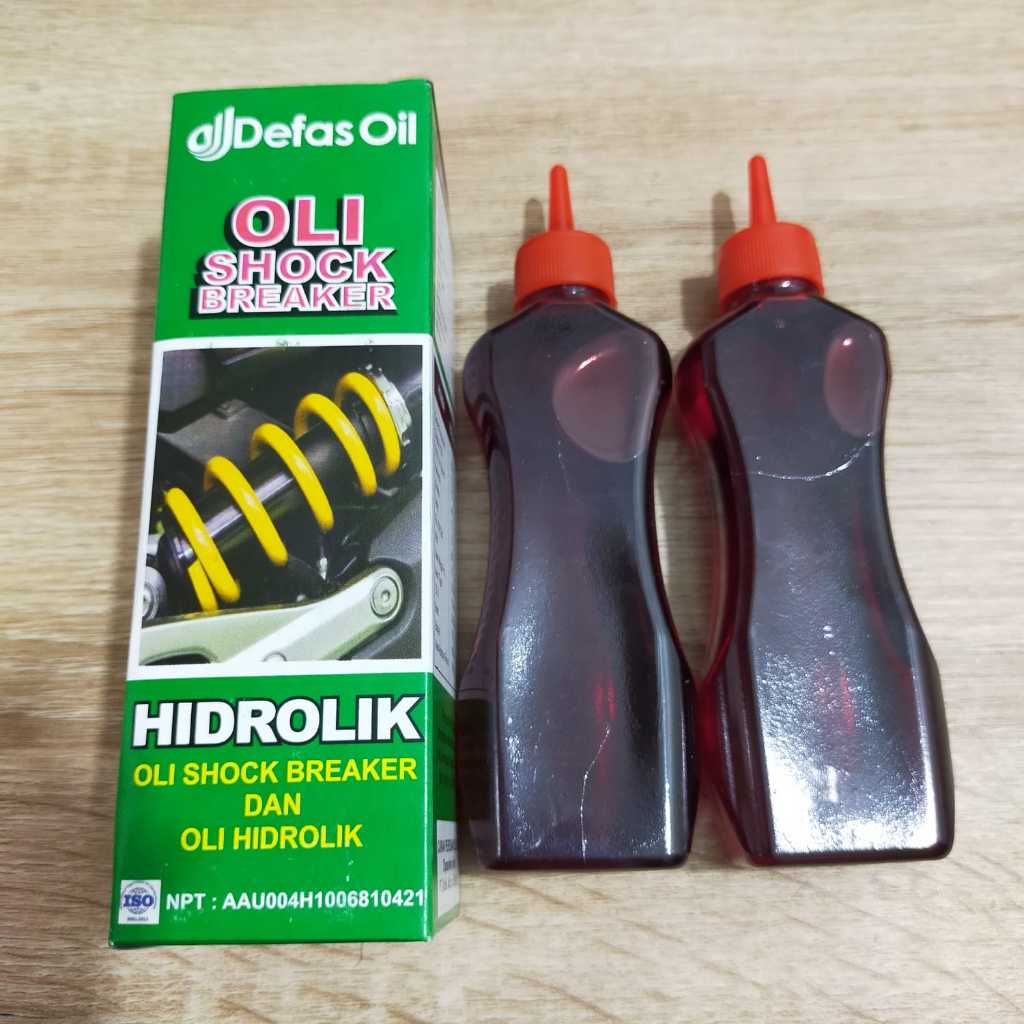 Defas Oil
OLI
SHOCK
BREAKER
HIDROLIK
OLI SHOCK BREAKER
DAN
OLI HIDROLIK
ISO
NPT : AAU004H1006810421